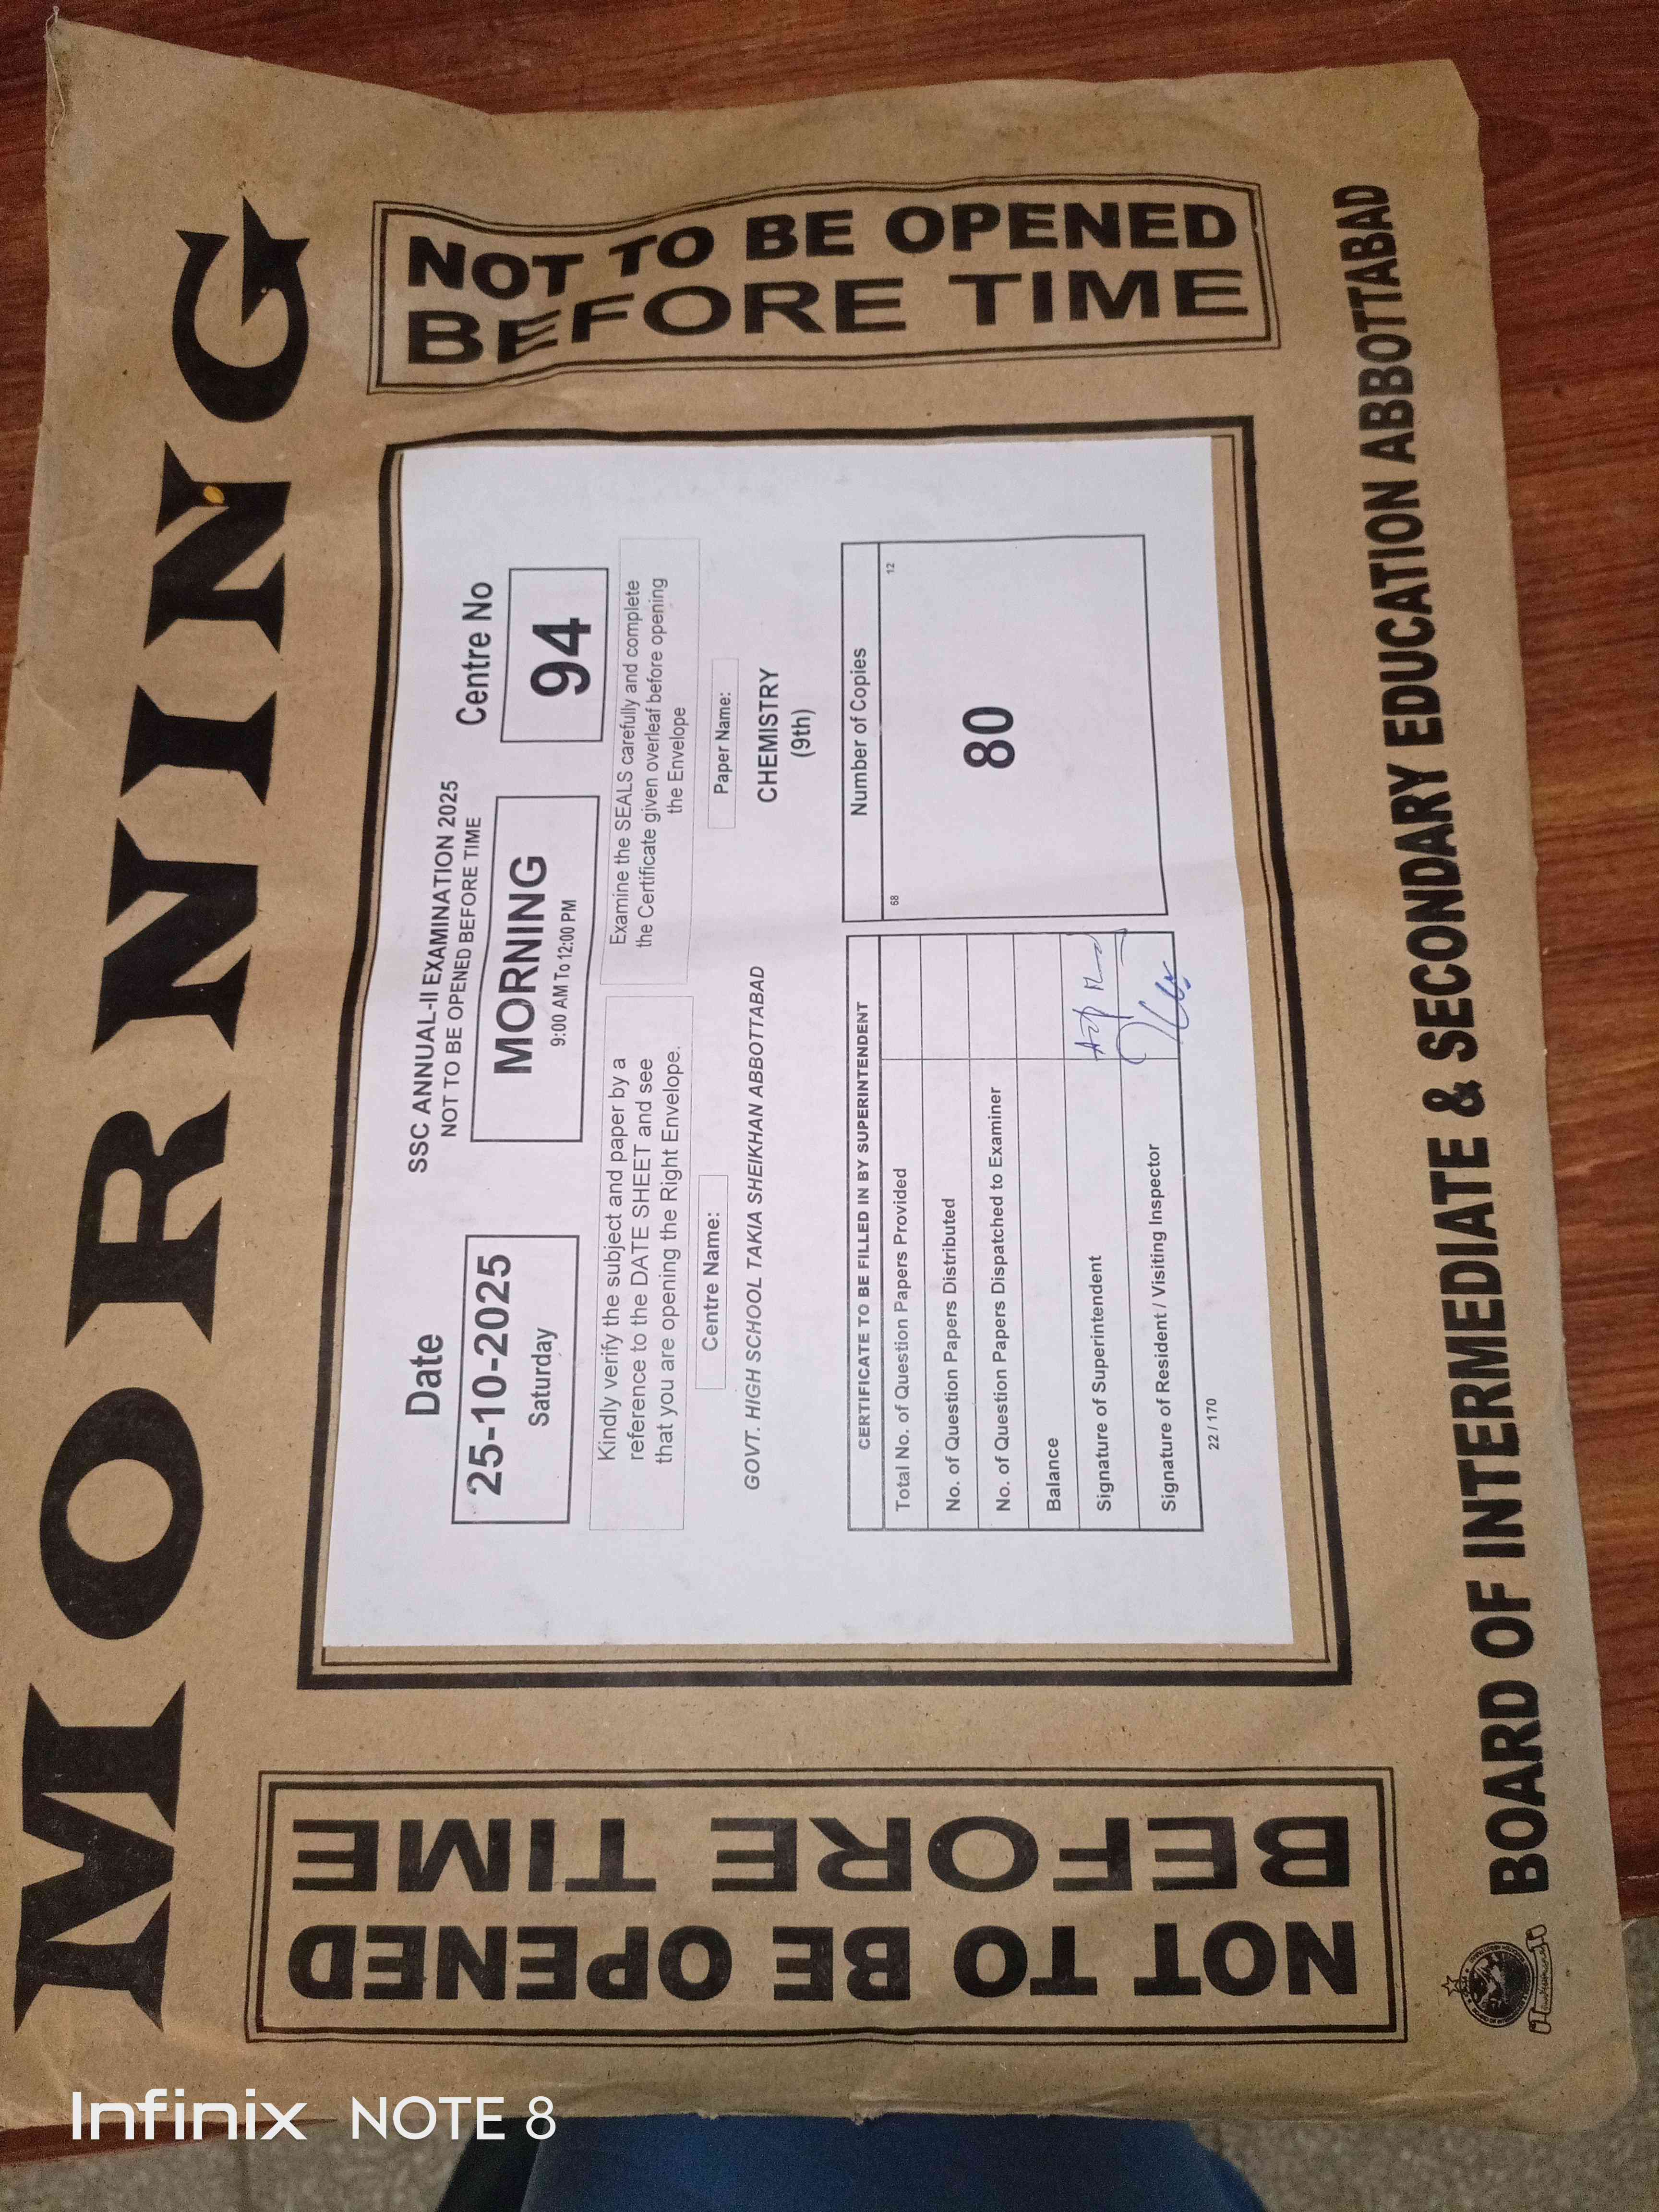 MORNING
NOT TO BE OPENED
BEFORE TIME
Date
25-10-2025
Saturday
SSC ANNUAL-II EXAMINATION 2025
NOT TO BE OPENED BEFORE TIME
MORNING
9:00 AM To 12:00 PM
Centre No
94
Kindly verify the subject and paper by a
reference to the DATE SHEET and see
that you are opening the Right Envelope.
Examine the SEALS carefully and complete
the Certificate given overleaf before opening
the Envelope
Centre Name:
GOVT. HIGH SCHOOL TAKIA SHEIKHAN ABBOTTABAD
Paper Name:
CHEMISTRY
(9th)
CERTIFICATE TO BE FILLED IN BY SUPERINTENDENT
Total No. of Question Papers Provided
No. of Question Papers Distributed
No. of Question Papers Dispatched to Examiner
Balance
Signature of Superintendent
Signature of Resident / Visiting Inspector
Number of Copies
68 12
80
22 / 170
NOT TO BE OPENED
BEFORE TIME
BOARD OF INTERMEDIATE & SECONDARY EDUCATION ABBOTTABAD
Infinix NOTE 8